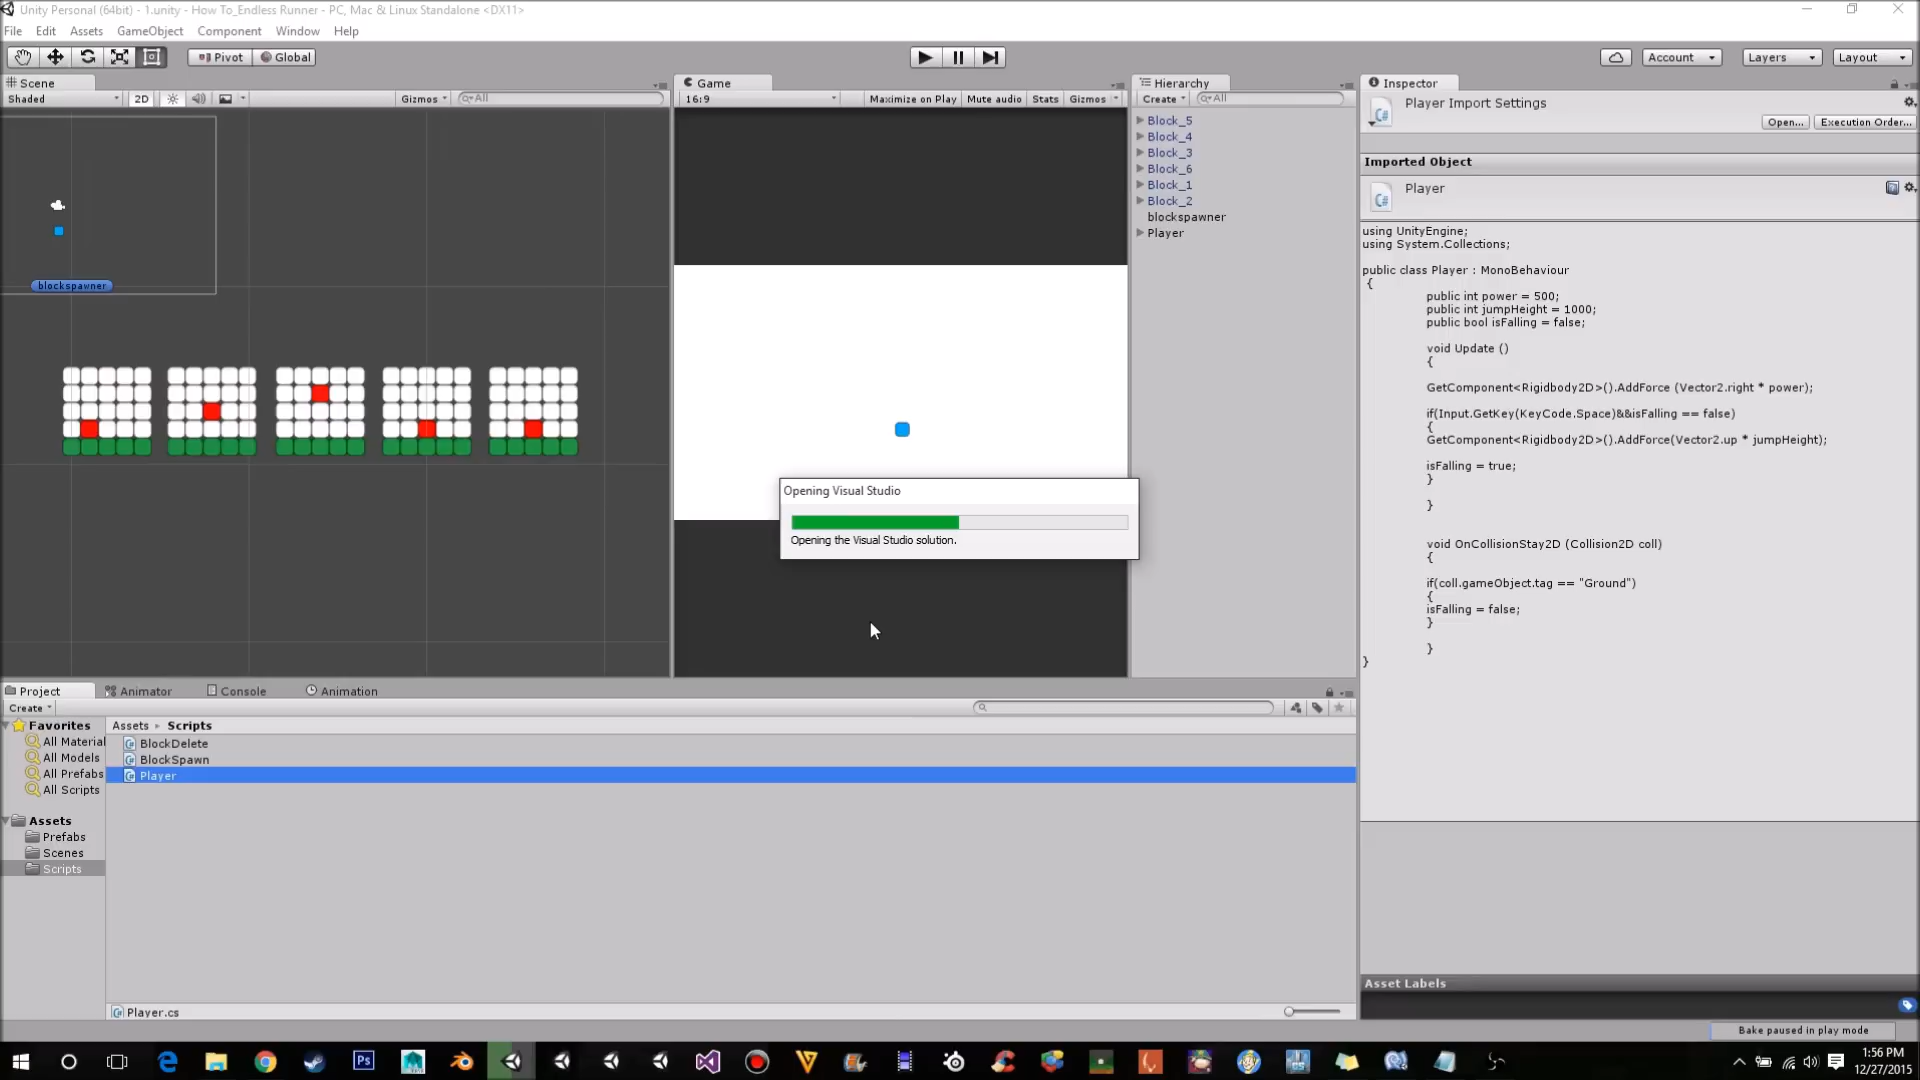 Unity Personal (64bit) - 1.unity - How To_Endless Runner - PC, Mac & Linux Standalone <DX11>
File Edit Assets GameObject Component Window Help
Pivot Global Account Layers Layout
Scene
Shaded 2D Gizmos All
blockspawner
Game
16:9 Maximize on Play Mute audio Stats Gizmos
Opening Visual Studio
Opening the Visual Studio solution.
Hierarchy
Create All
Block_5
Block_4
Block_3
Block_6
Block_1
Block_2
blockspawner
Player
Inspector
Player Import Settings
Open... Execution Order...
Imported Object
Player
using UnityEngine;
using System.Collections;
public class Player : MonoBehaviour
{
public int power = 500;
public int jumpHeight = 1000;
public bool isFalling = false;
void Update ()
{
GetComponent<Rigidbody2D>().AddForce (Vector2.right * power);
if(Input.GetKey(KeyCode.Space)&&isFalling == false)
{
GetComponent<Rigidbody2D>().AddForce(Vector2.up * jumpHeight);
isFalling = true;
}
}
void OnCollisionStay2D (Collision2D coll)
{
if(coll.gameObject.tag == "Ground")
{
isFalling = false;
}
}
}
Project Animator Console Animation
Create
Favorites
All Material
All Models
All Prefabs
All Scripts
Assets
Prefabs
Scenes
Scripts
Assets Scripts
BlockDelete
BlockSpawn
Player
Player.cs
Asset Labels
Bake paused in play mode
Ps
1:56 PM
12/27/2015